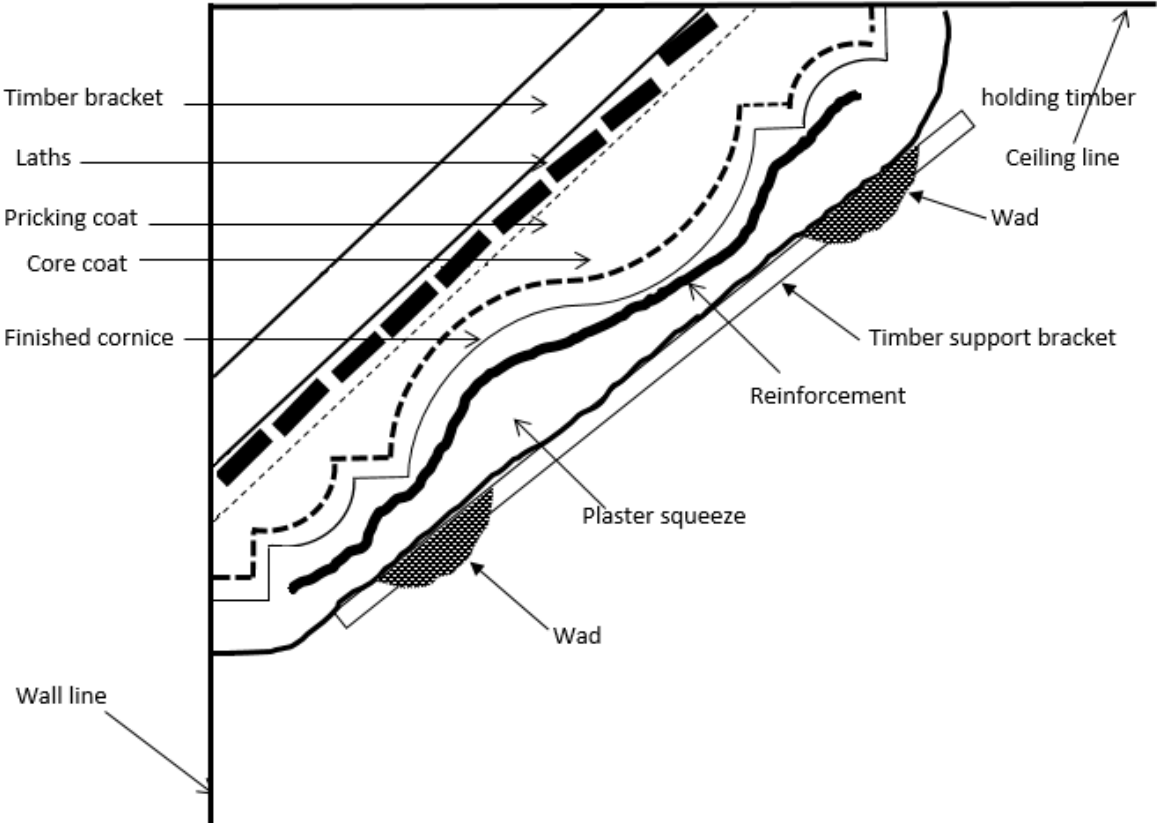 Timber bracket
Laths
Pricking coat
Core coat
Finished cornice
holding timber
Ceiling line
Wad
Timber support bracket
Reinforcement
Plaster squeeze
Wad
Wall line